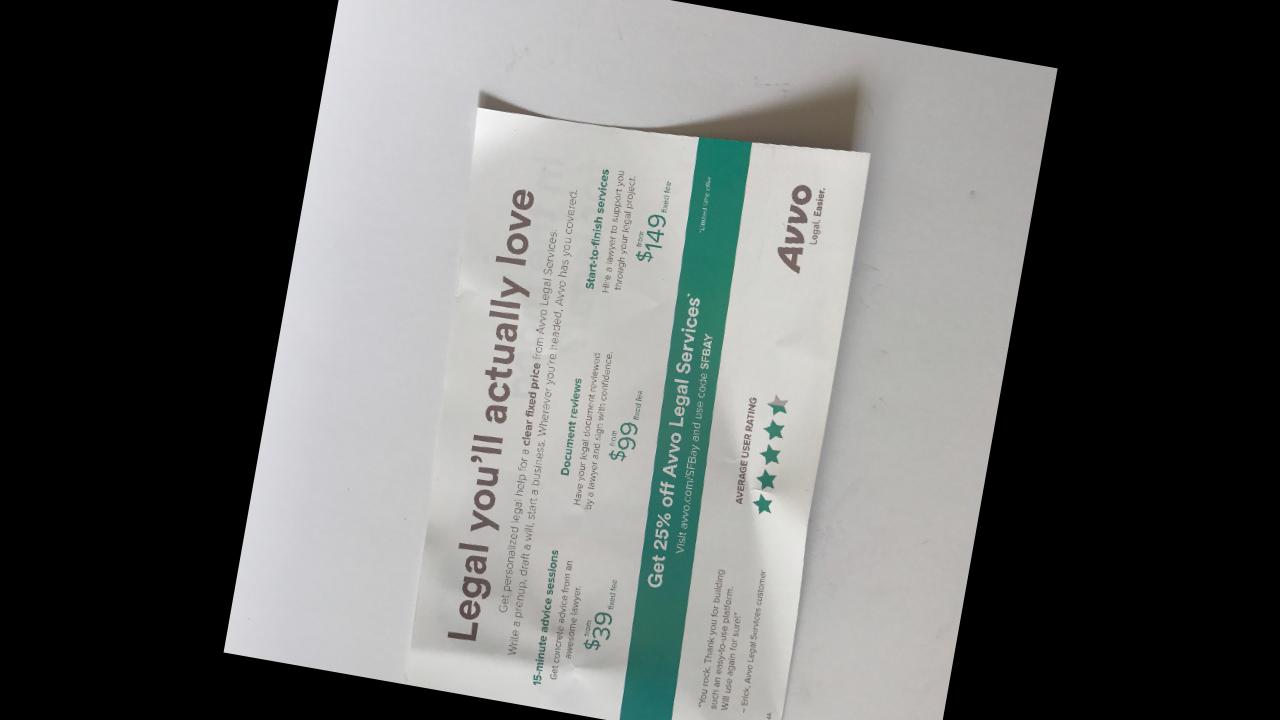 Legal you'll actually love
Get personalized legal help for a clear fixed price from Avvo Legal Services.
Write a prenup, draft a will, start a business. Wherever you're headed, Avvo has you covered.
15-minute advice sessions
Get concrete advice from an
awesome lawyer.
from
$39 fixed fee
Document reviews
Have your legal document reviewed
by a lawyer and sign with confidence.
from
$99 fixed fee
Start-to-finish services
Hire a lawyer to support you
through your legal project.
from
$149 fixed fee
Get 25% off Avvo Legal Services*
Visit avvo.com/SFBay and use code SFBAY
*Limited time offer
"You rock. Thank you for building
such an easy-to-use platform.
Will use again for sure!"
– Erick, Avvo Legal Services customer
AVERAGE USER RATING
Avvo
Legal. Easier.